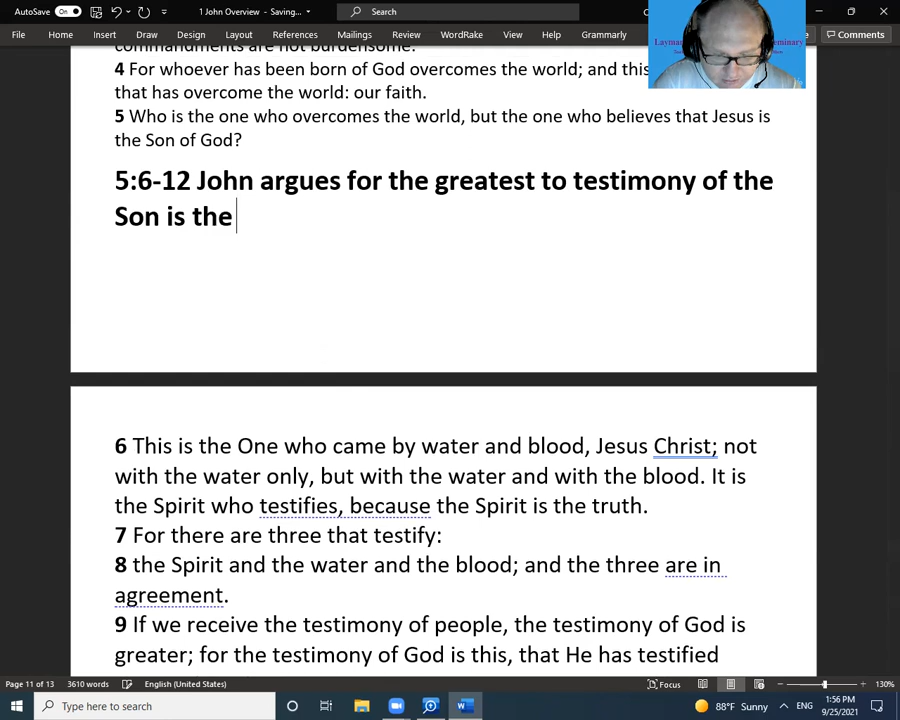 AutoSave On 1 John Overview - Saving... Search
File Home Insert Draw Design Layout References Mailings Review WordRake View Help Grammarly Comments
commandments are not burdensome.
4 For whoever has been born of God overcomes the world; and this
that has overcome the world: our faith.
5 Who is the one who overcomes the world, but the one who believes that Jesus is
the Son of God?
5:6-12 John argues for the greatest to testimony of the
Son is the
6 This is the One who came by water and blood, Jesus Christ; not
with the water only, but with the water and with the blood. It is
the Spirit who testifies, because the Spirit is the truth.
7 For there are three that testify:
8 the Spirit and the water and the blood; and the three are in
agreement.
9 If we receive the testimony of people, the testimony of God is
greater; for the testimony of God is this, that He has testified
Page 11 of 13 3610 words English (United States) Focus 130%
Type here to search 88°F Sunny ENG 1:56 PM
9/25/2021